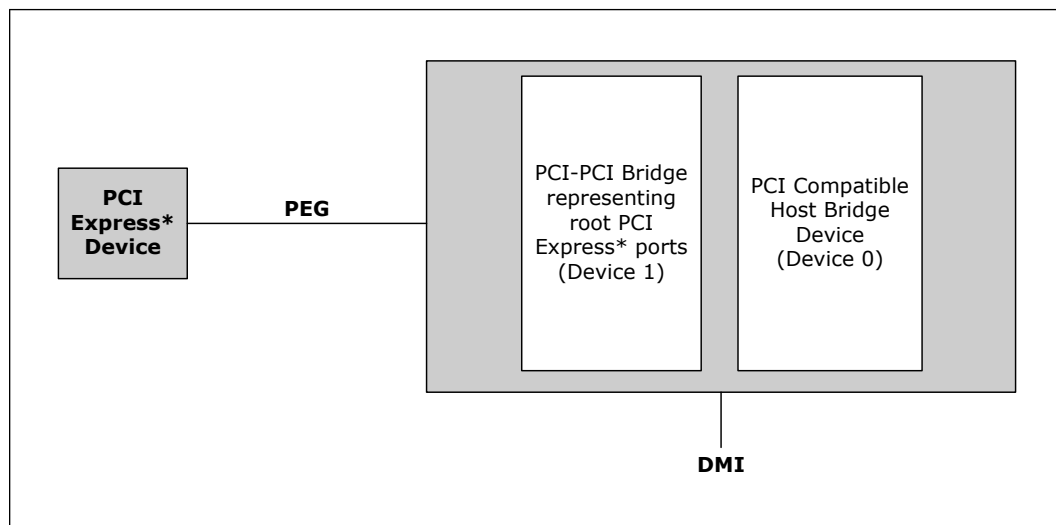 PCI
Express*
Device
PEG
PCI-PCI Bridge
representing
root PCI
Express* ports
(Device 1)
PCI Compatible
Host Bridge
Device
(Device 0)
DMI